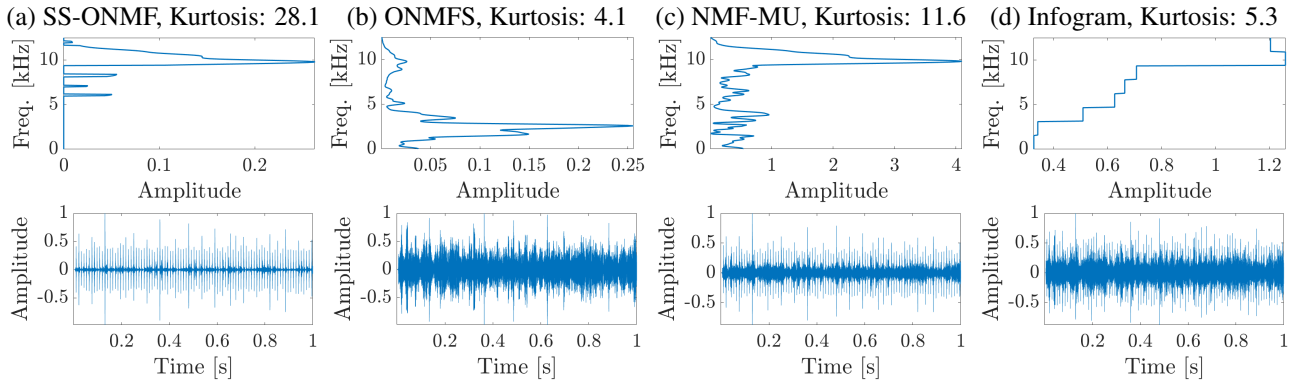 (a) SS-ONMF, Kurtosis: 28.1
(b) ONMFS, Kurtosis: 4.1
(c) NMF-MU, Kurtosis: 11.6
(d) Infogram, Kurtosis: 5.3
Freq. [kHz]
10
5
0
0 0.1 0.2
Amplitude
Freq. [kHz]
10
5
0
0.05 0.1 0.15 0.2 0.25
Amplitude
Freq. [kHz]
10
5
0
1 2 3 4
Amplitude
Freq. [kHz]
10
5
0
0.4 0.6 0.8 1 1.2
Amplitude
Amplitude
1
0.5
0
-0.5
0.2 0.4 0.6 0.8 1
Time [s]
Amplitude
1
0.5
0
-0.5
0.2 0.4 0.6 0.8 1
Time [s]
Amplitude
1
0.5
0
-0.5
0.2 0.4 0.6 0.8 1
Time [s]
Amplitude
1
0.5
0
-0.5
0.2 0.4 0.6 0.8 1
Time [s]